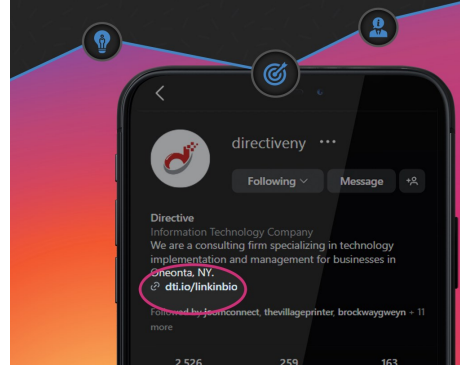 directiveny ...
Following Message
Directive
Information Technology Company
We are a consulting firm specializing in technology
implementation and management for businesses in
Oneonta, NY.
dti.io/linkinbio
Followed by jsomconnect, thevillageprinter, brockwaygweyn + 11
more
2,526 259 163